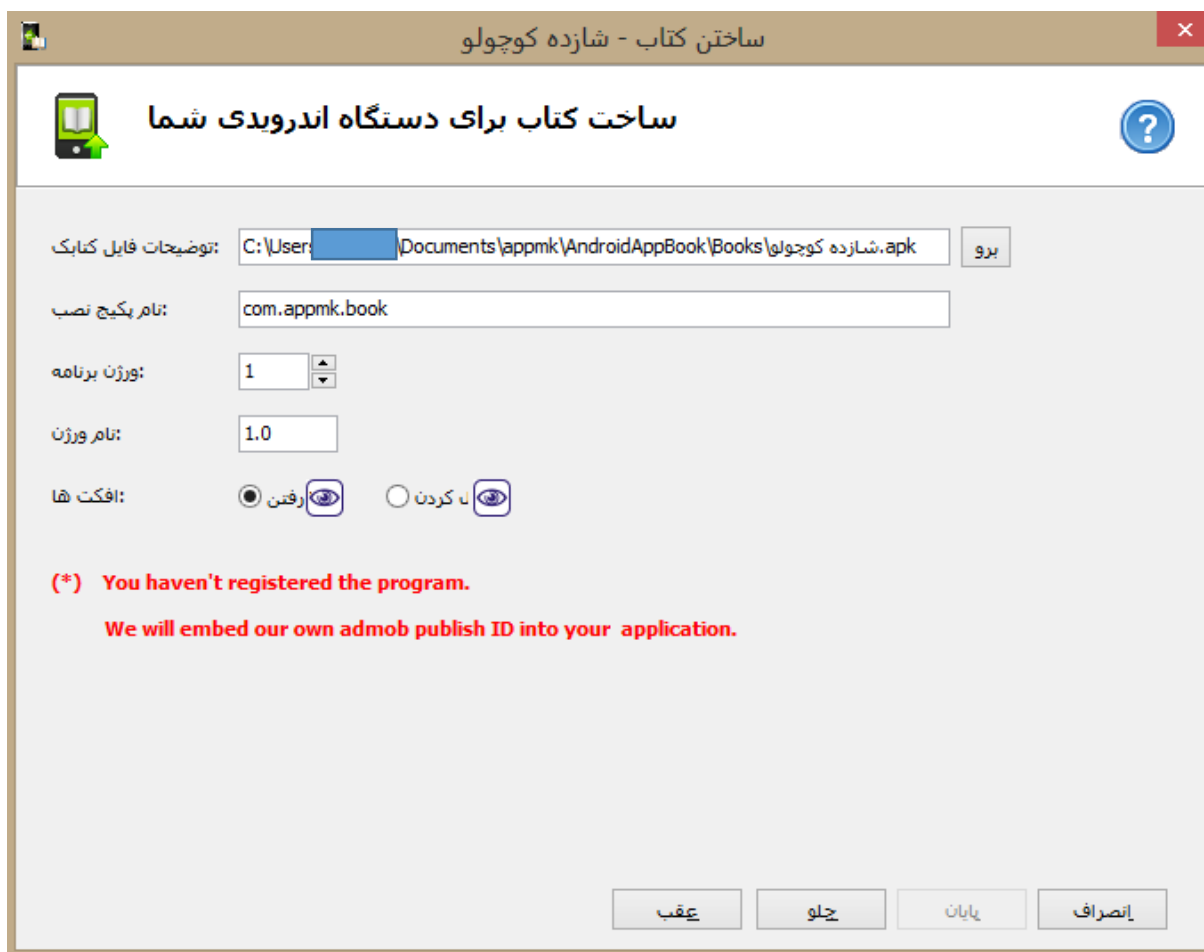 ساختن کتاب - شازده کوچولو
ساخت کتاب برای دستگاه اندرویدی شما
توضیحات فایل کتابک:
C:\User \Documents\appmk\AndroidAppBook\Books\شازده کوچولو.apk
برو
نام پکیج نصب:
com.appmk.book
ورژن برنامه:
1
نام ورژن:
1.0
افکت ها:
رفتن
کردن
(*) You haven't registered the program.
We will embed our own admob publish ID into your application.
عقب
جلو
پایان
انصراف